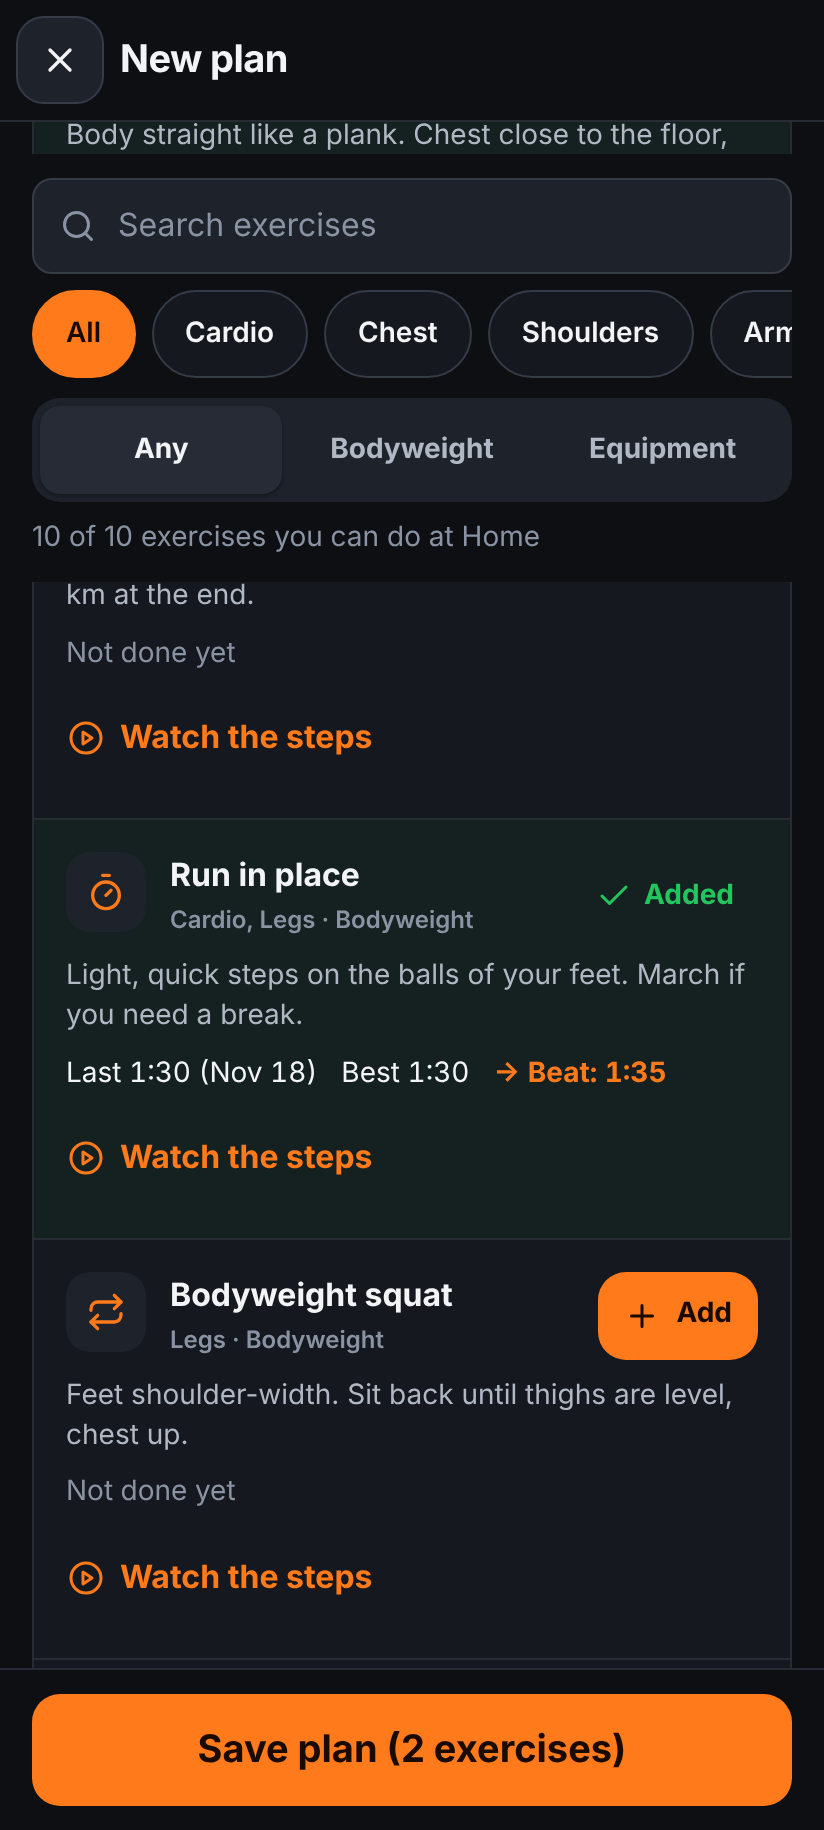 New plan
Body straight like a plank. Chest close to the floor,
Search exercises
All Cardio Chest Shoulders Arm
Any Bodyweight Equipment
10 of 10 exercises you can do at Home
km at the end.
Not done yet
Watch the steps
Run in place
Added
Cardio, Legs · Bodyweight
Light, quick steps on the balls of your feet. March if
you need a break.
Last 1:30 (Nov 18) Best 1:30 → Beat: 1:35
Watch the steps
Bodyweight squat
+ Add
Legs · Bodyweight
Feet shoulder-width. Sit back until thighs are level,
chest up.
Not done yet
Watch the steps
Save plan (2 exercises)